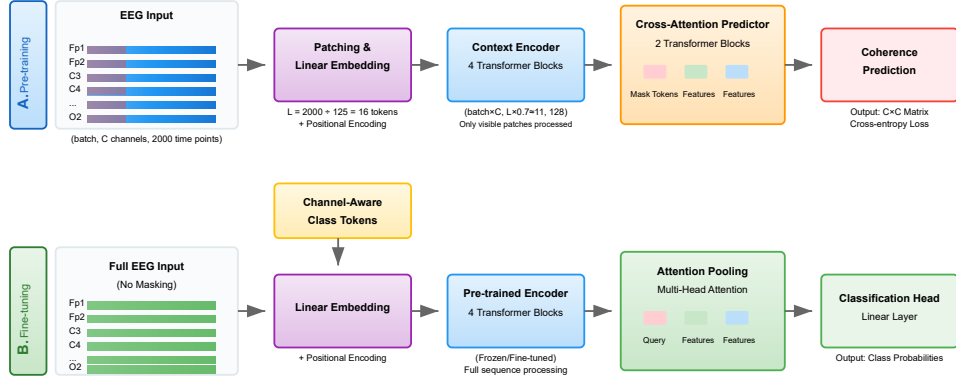 A. Pre-training
EEG Input
Fp1
Fp2
C3
C4
...
O2
(batch, C channels, 2000 time points)
Patching &
Linear Embedding
L = 2000 ÷ 125 = 16 tokens
+ Positional Encoding
Context Encoder
4 Transformer Blocks
(batch×C, L×0.7≈11, 128)
Only visible patches processed
Cross-Attention Predictor
2 Transformer Blocks
Mask Tokens Features Features
Coherence
Prediction
Output: C×C Matrix
Cross-entropy Loss
B. Fine-tuning
Full EEG Input
(No Masking)
Fp1
Fp2
C3
C4
...
O2
Channel-Aware
Class Tokens
Linear Embedding
+ Positional Encoding
Pre-trained Encoder
4 Transformer Blocks
(Frozen/Fine-tuned)
Full sequence processing
Attention Pooling
Multi-Head Attention
Query Features Features
Classification Head
Linear Layer
Output: Class Probabilities